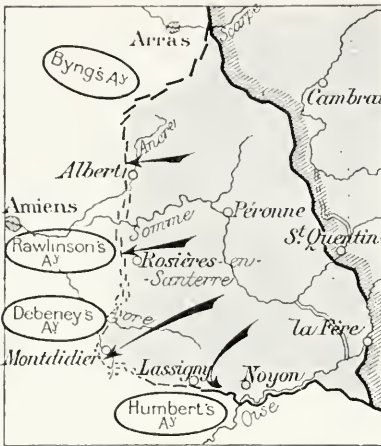 Arras
Scarpe
Byng's Ay
Cambrai
Ancre
Albert
Amiens
Somme
Péronne
Rawlinson's
Ay
St Quentin
Rosières-en-
Santerre
Debeney's
Ay
la Fère
Montdidier
Lassigny
Noyon
Humbert's
Ay
Oise